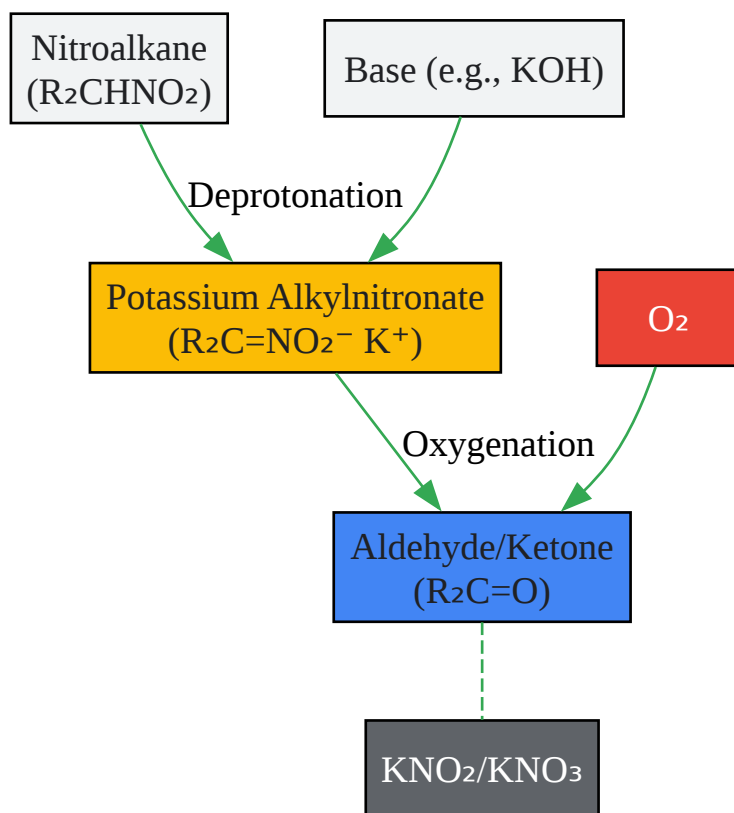 Nitroalkane
(R₂CHNO₂)
Base (e.g., KOH)
Deprotonation
Potassium Alkylnitronate
(R₂C=NO₂⁻ K⁺)
O₂
Oxygenation
Aldehyde/Ketone
(R₂C=O)
KNO₂/KNO₃